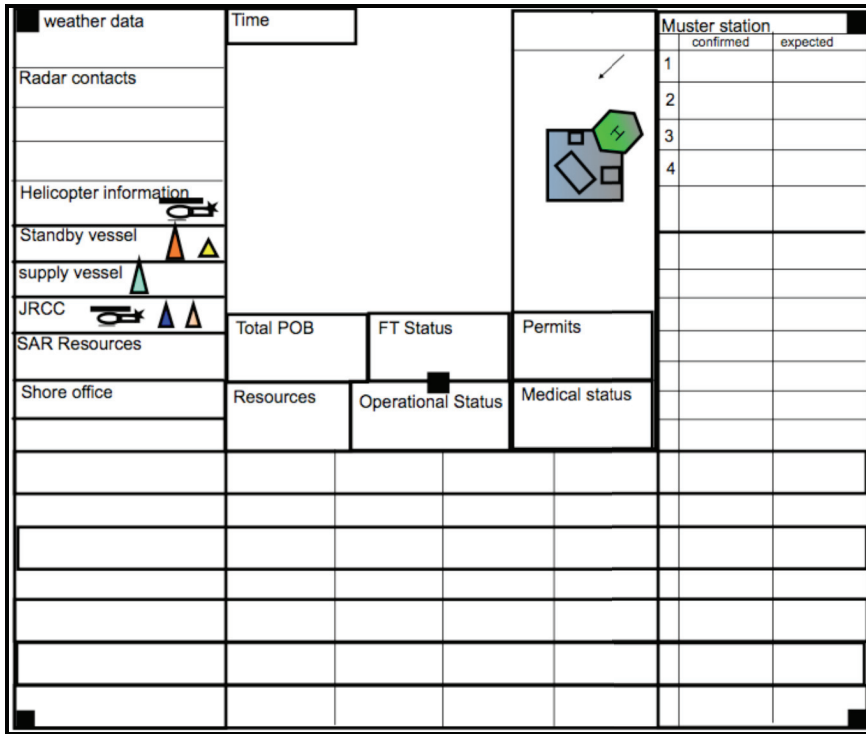 weather data
Radar contacts
Helicopter information
Standby vessel
supply vessel
JRCC
SAR Resources
Shore office
Time
H
Total POB
FT Status
Permits
Resources
Operational Status
Medical status
Muster station
confirmed expected
1
2
3
4